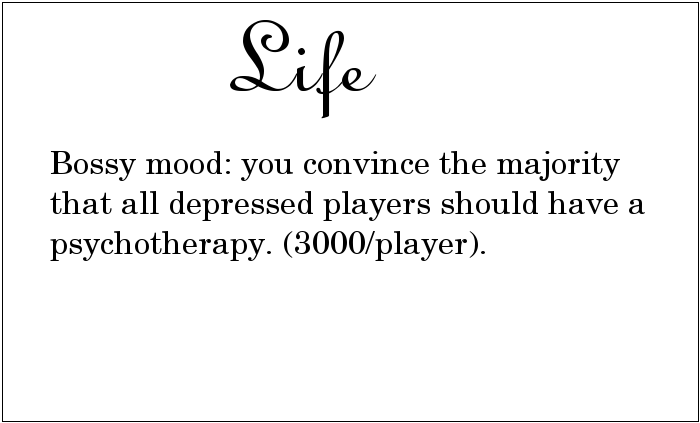 Life
Bossy mood: you convince the majority
that all depressed players should have a
psychotherapy. (3000/player).